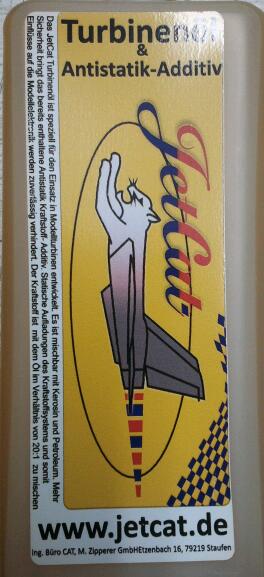 Turbinenöl
&
Antistatik-Additiv
JetCat
Das JetCat Turbinenöl ist speziell für den Einsatz in Modellturbinen entwickelt. Es ist mischbar mit Kerosin und Petroleum. Mehr
Sicherheit bringt das bereits enthaltene Antistatik Kraftstoff- Additiv. Statische Aufladungen des Kraftstoffsystems und somit
Einflüsse auf die Modellelektronik werden zuverlässig verhindert. Der Kraftstoff ist mit dem Öl im Verhältnis von 20:1 zu mischen
www.jetcat.de
Ing. Büro CAT, M. Zipperer GmbHEtzenbach 16, 79219 Staufen